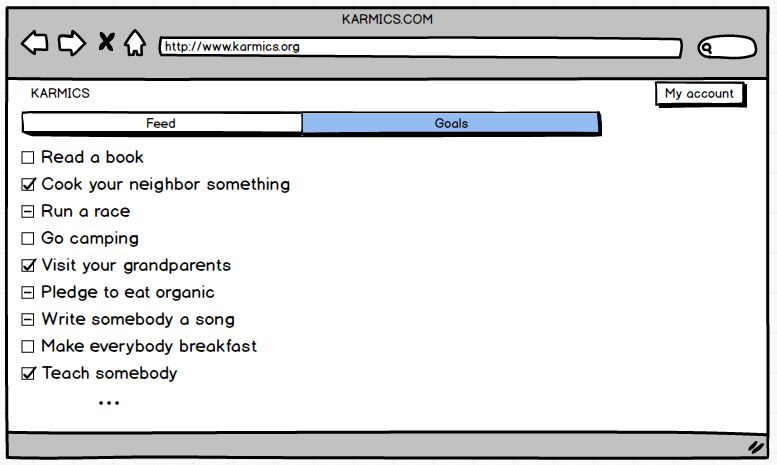 KARMICS.COM
http://www.karmics.org
KARMICS
My account
Feed
Goals
Read a book
Cook your neighbor something
Run a race
Go camping
Visit your grandparents
Pledge to eat organic
Write somebody a song
Make everybody breakfast
Teach somebody
...